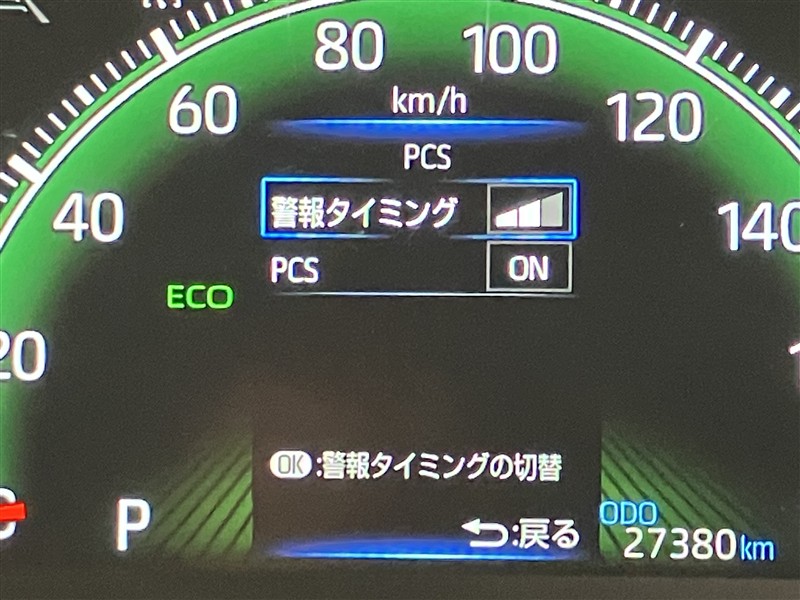 80 100
km/h
60 120
PCS
40 警報タイミング 140
PCS ON
ECO
20
OK:警報タイミングの切替
P :戻る ODO
27380km